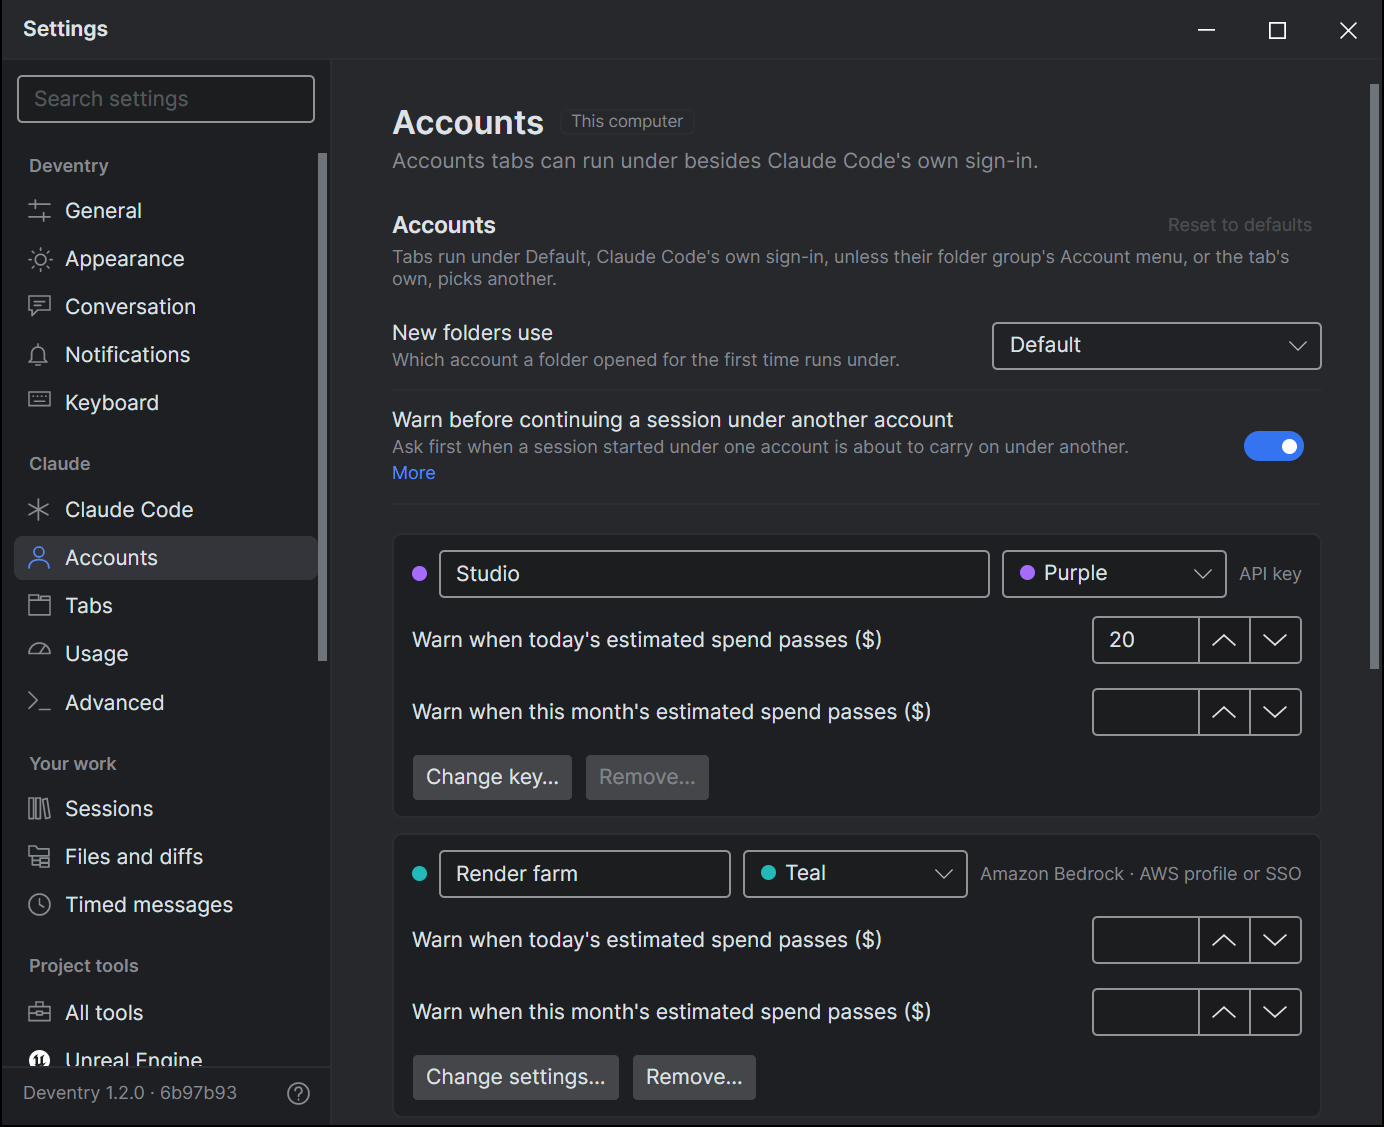 Settings
Search settings
Deventry
General
Appearance
Conversation
Notifications
Keyboard
Claude
Claude Code
Accounts
Tabs
Usage
Advanced
Your work
Sessions
Files and diffs
Timed messages
Project tools
All tools
Unreal Engine
Deventry 1.2.0 · 6b97b93
Accounts This computer
Accounts tabs can run under besides Claude Code's own sign-in.
Accounts Reset to defaults
Tabs run under Default, Claude Code's own sign-in, unless their folder group's Account menu, or the tab's
own, picks another.
New folders use
Which account a folder opened for the first time runs under.
Default
Warn before continuing a session under another account
Ask first when a session started under one account is about to carry on under another.
More
Studio Purple API key
Warn when today's estimated spend passes ($) 20
Warn when this month's estimated spend passes ($)
Change key... Remove...
Render farm Teal Amazon Bedrock · AWS profile or SSO
Warn when today's estimated spend passes ($)
Warn when this month's estimated spend passes ($)
Change settings... Remove...